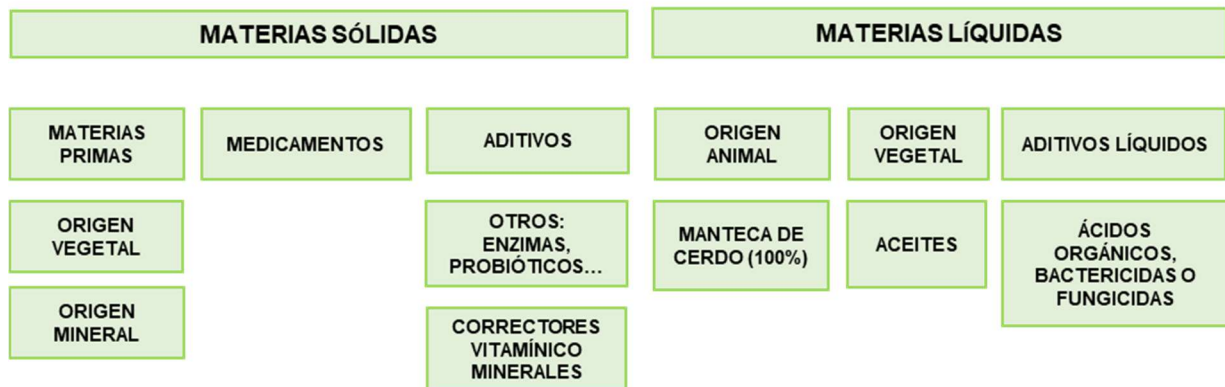 MATERIAS SÓLIDAS
MATERIAS LÍQUIDAS
MATERIAS
PRIMAS
MEDICAMENTOS
ADITIVOS
ORIGEN
ANIMAL
ORIGEN
VEGETAL
ADITIVOS LÍQUIDOS
ORIGEN
VEGETAL
OTROS:
ENZIMAS,
PROBIÓTICOS…
MANTECA DE
CERDO (100%)
ACEITES
ÁCIDOS
ORGÁNICOS,
BACTERICIDAS O
FUNGICIDAS
ORIGEN
MINERAL
CORRECTORES
VITAMÍNICO
MINERALES